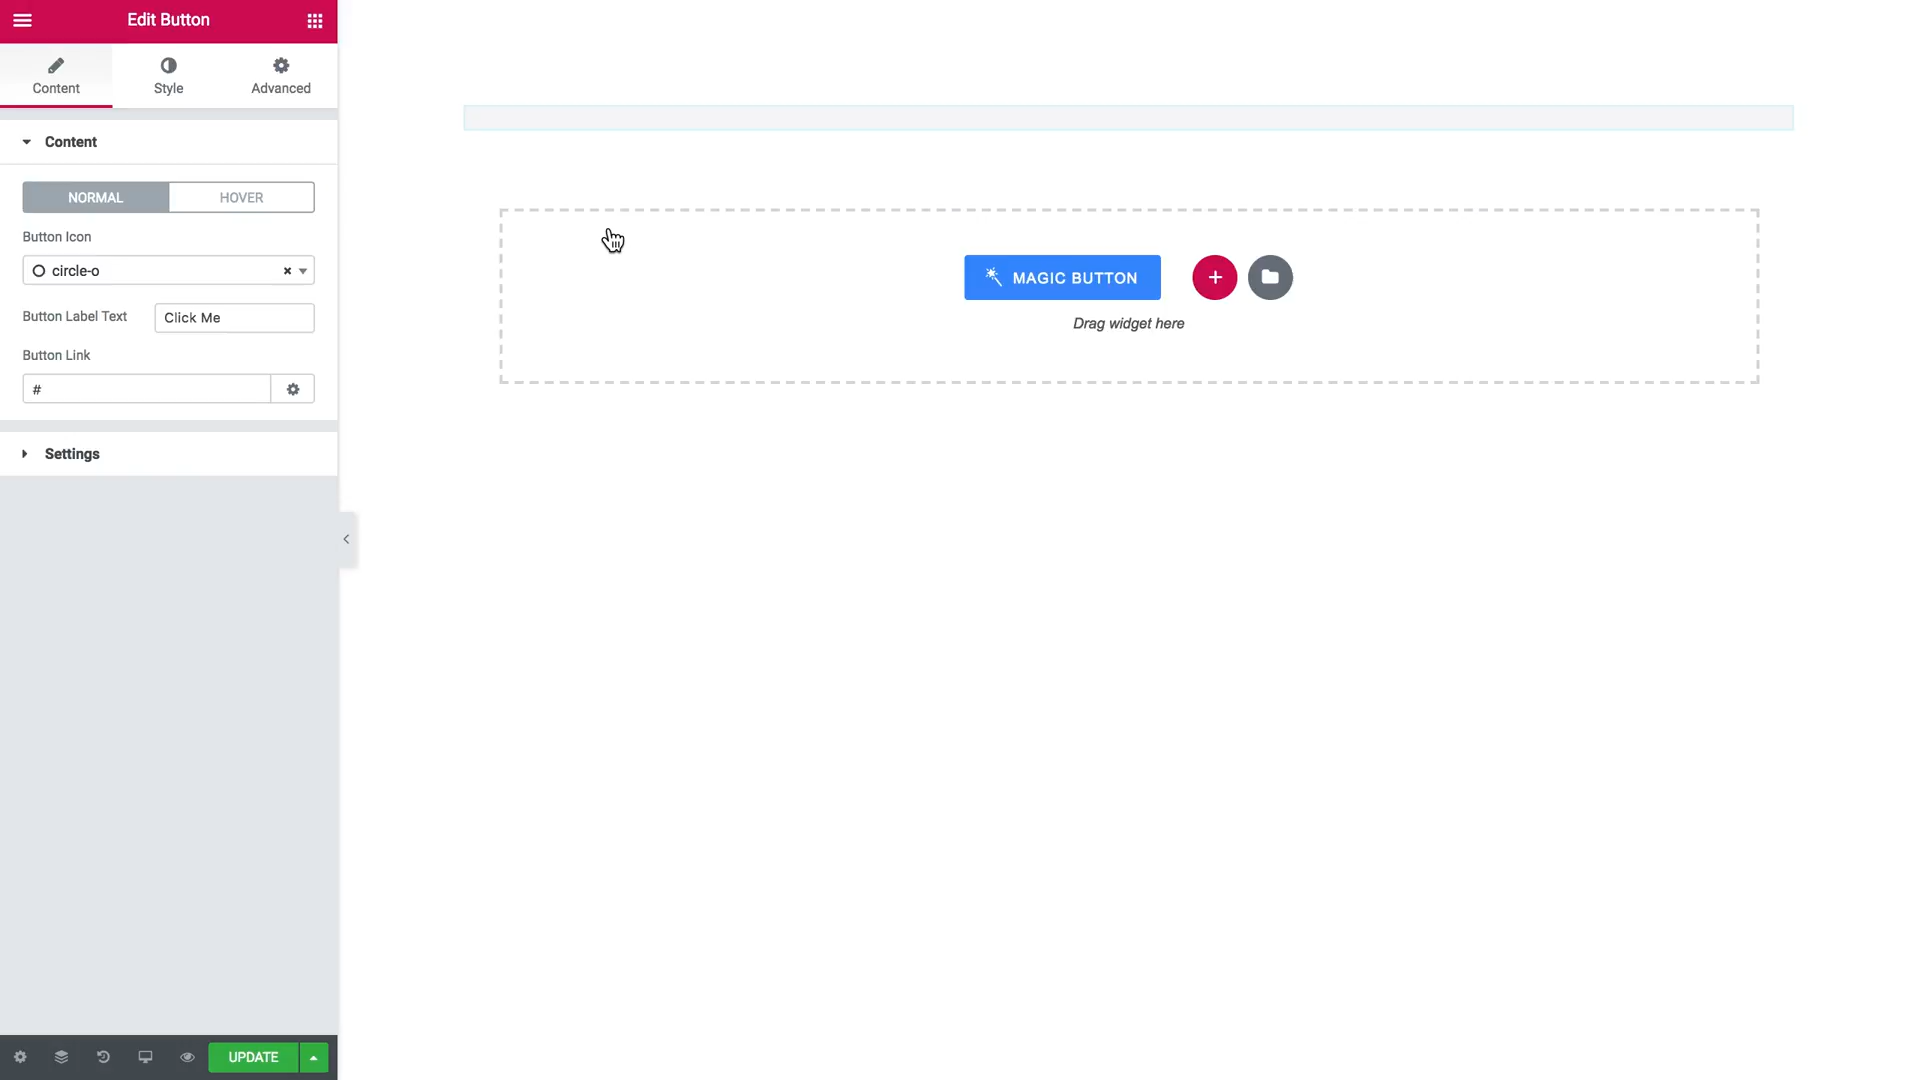 Edit Button
Content
Style
Advanced
Content
NORMAL
HOVER
Button Icon
circle-o
Button Label Text
Click Me
Button Link
#
Settings
MAGIC BUTTON
Drag widget here
UPDATE